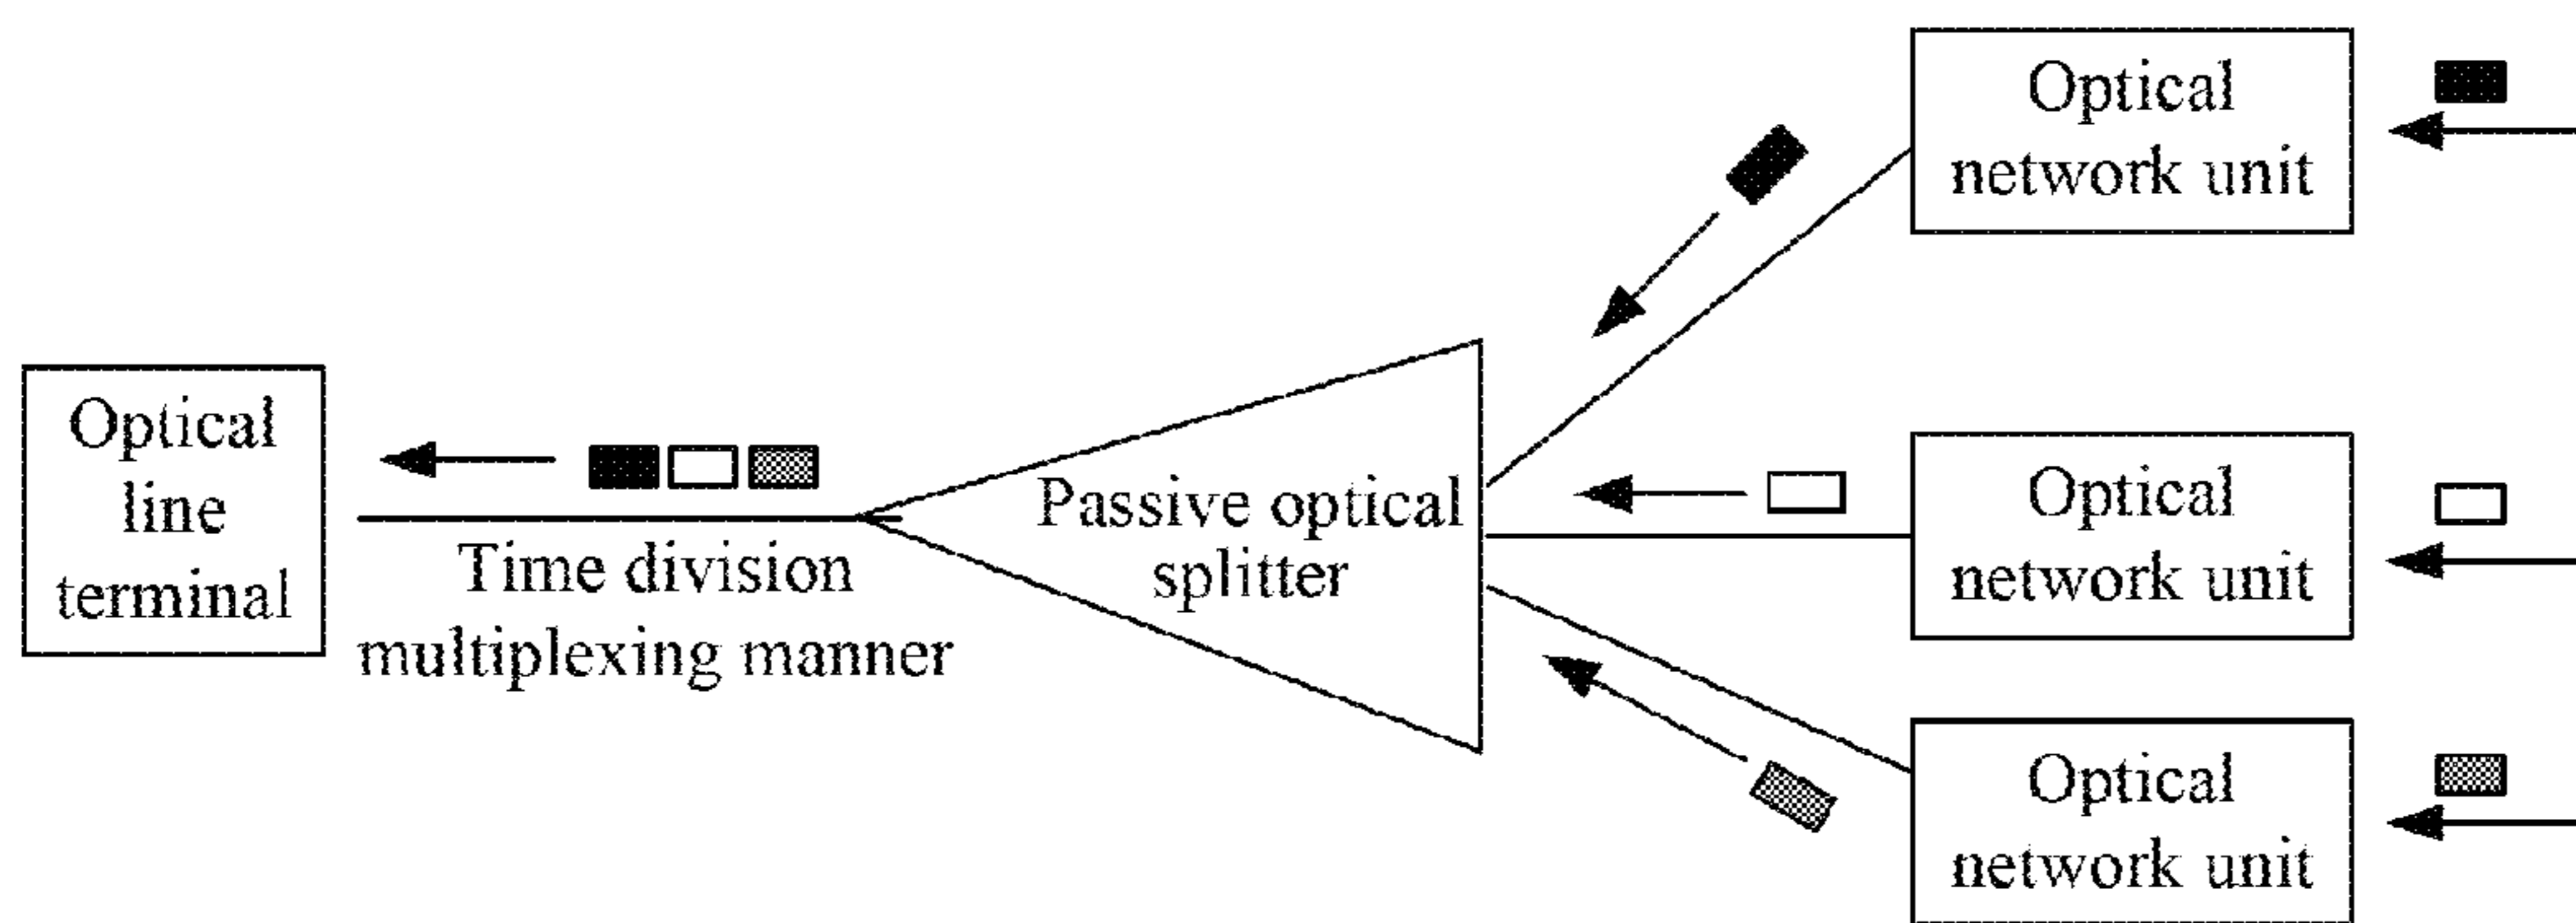 Optical
line
terminal
Time division
multiplexing manner
Passive optical
splitter
Optical
network unit
Optical
network unit
Optical
network unit